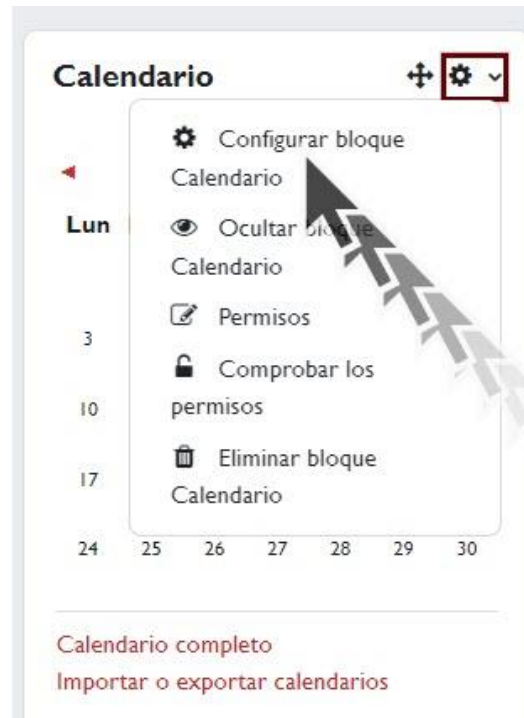 Calendario
Configurar bloque
Calendario
Lun
Ocultar bloque
Calendario
3
Permisos
Comprobar los
10
permisos
Eliminar bloque
17
Calendario
24 25 26 27 28 29 30
Calendario completo
Importar o exportar calendarios